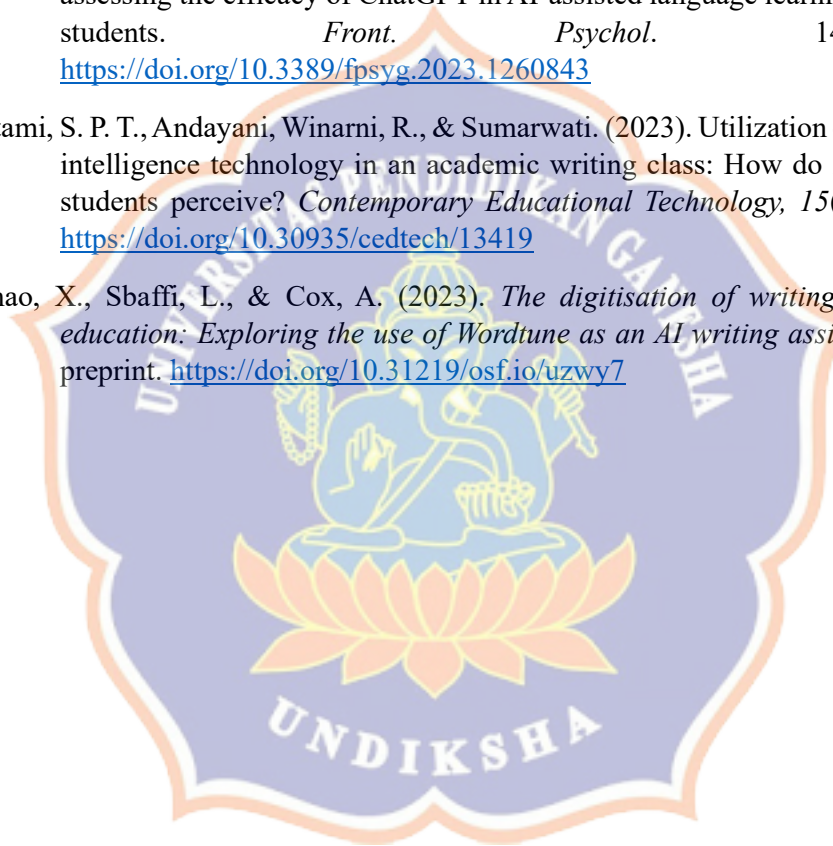 assessing the efficacy of ChatGPT in AI-assisted language learn
students. Front. Psychol. 14
https://doi.org/10.3389/fpsyg.2023.1260843
tami, S. P. T., Andayani, Winarni, R., & Sumarwati. (2023). Utilization
intelligence technology in an academic writing class: How do
students perceive? Contemporary Educational Technology, 15(
https://doi.org/10.30935/cedtech/13419
hao, X., Sbaffi, L., & Cox, A. (2023). The digitisation of writing
education: Exploring the use of Wordtune as an AI writing assi
preprint. https://doi.org/10.31219/osf.io/uzwy7
UNIVERSITAS PENDIDIKAN GANESHA
UNDIKSHA